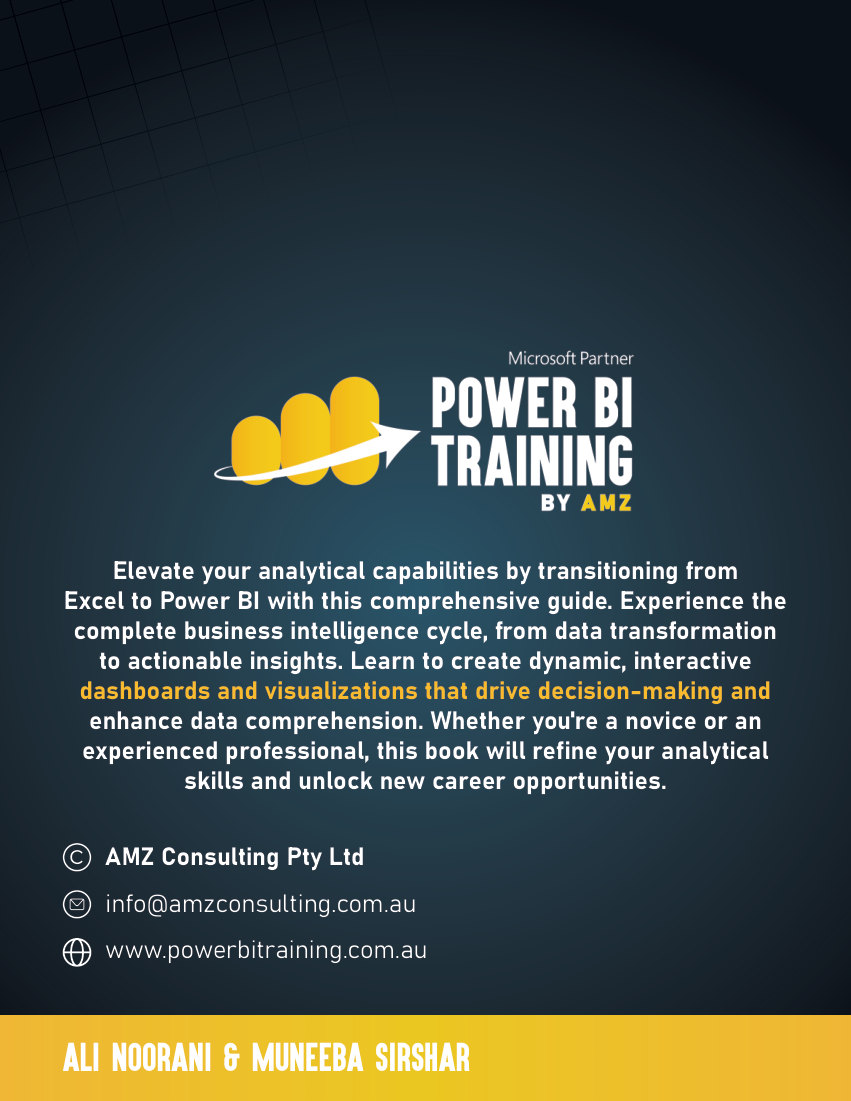 Microsoft Partner
POWER BI
TRAINING
BY AMZ
Elevate your analytical capabilities by transitioning from
Excel to Power BI with this comprehensive guide. Experience the
complete business intelligence cycle, from data transformation
to actionable insights. Learn to create dynamic, interactive
dashboards and visualizations that drive decision-making and
enhance data comprehension. Whether you're a novice or an
experienced professional, this book will refine your analytical
skills and unlock new career opportunities.
© AMZ Consulting Pty Ltd
info@amzconsulting.com.au
www.powerbitraining.com.au
ALI NOORANI & MUNEEBA SIRSHAR